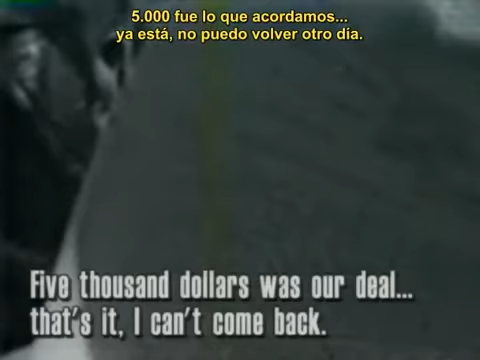 5.000 fue lo que acordamos...
ya está, no puedo volver otro día.
Five thousand dollars was our deal...
that's it, I can't come back.